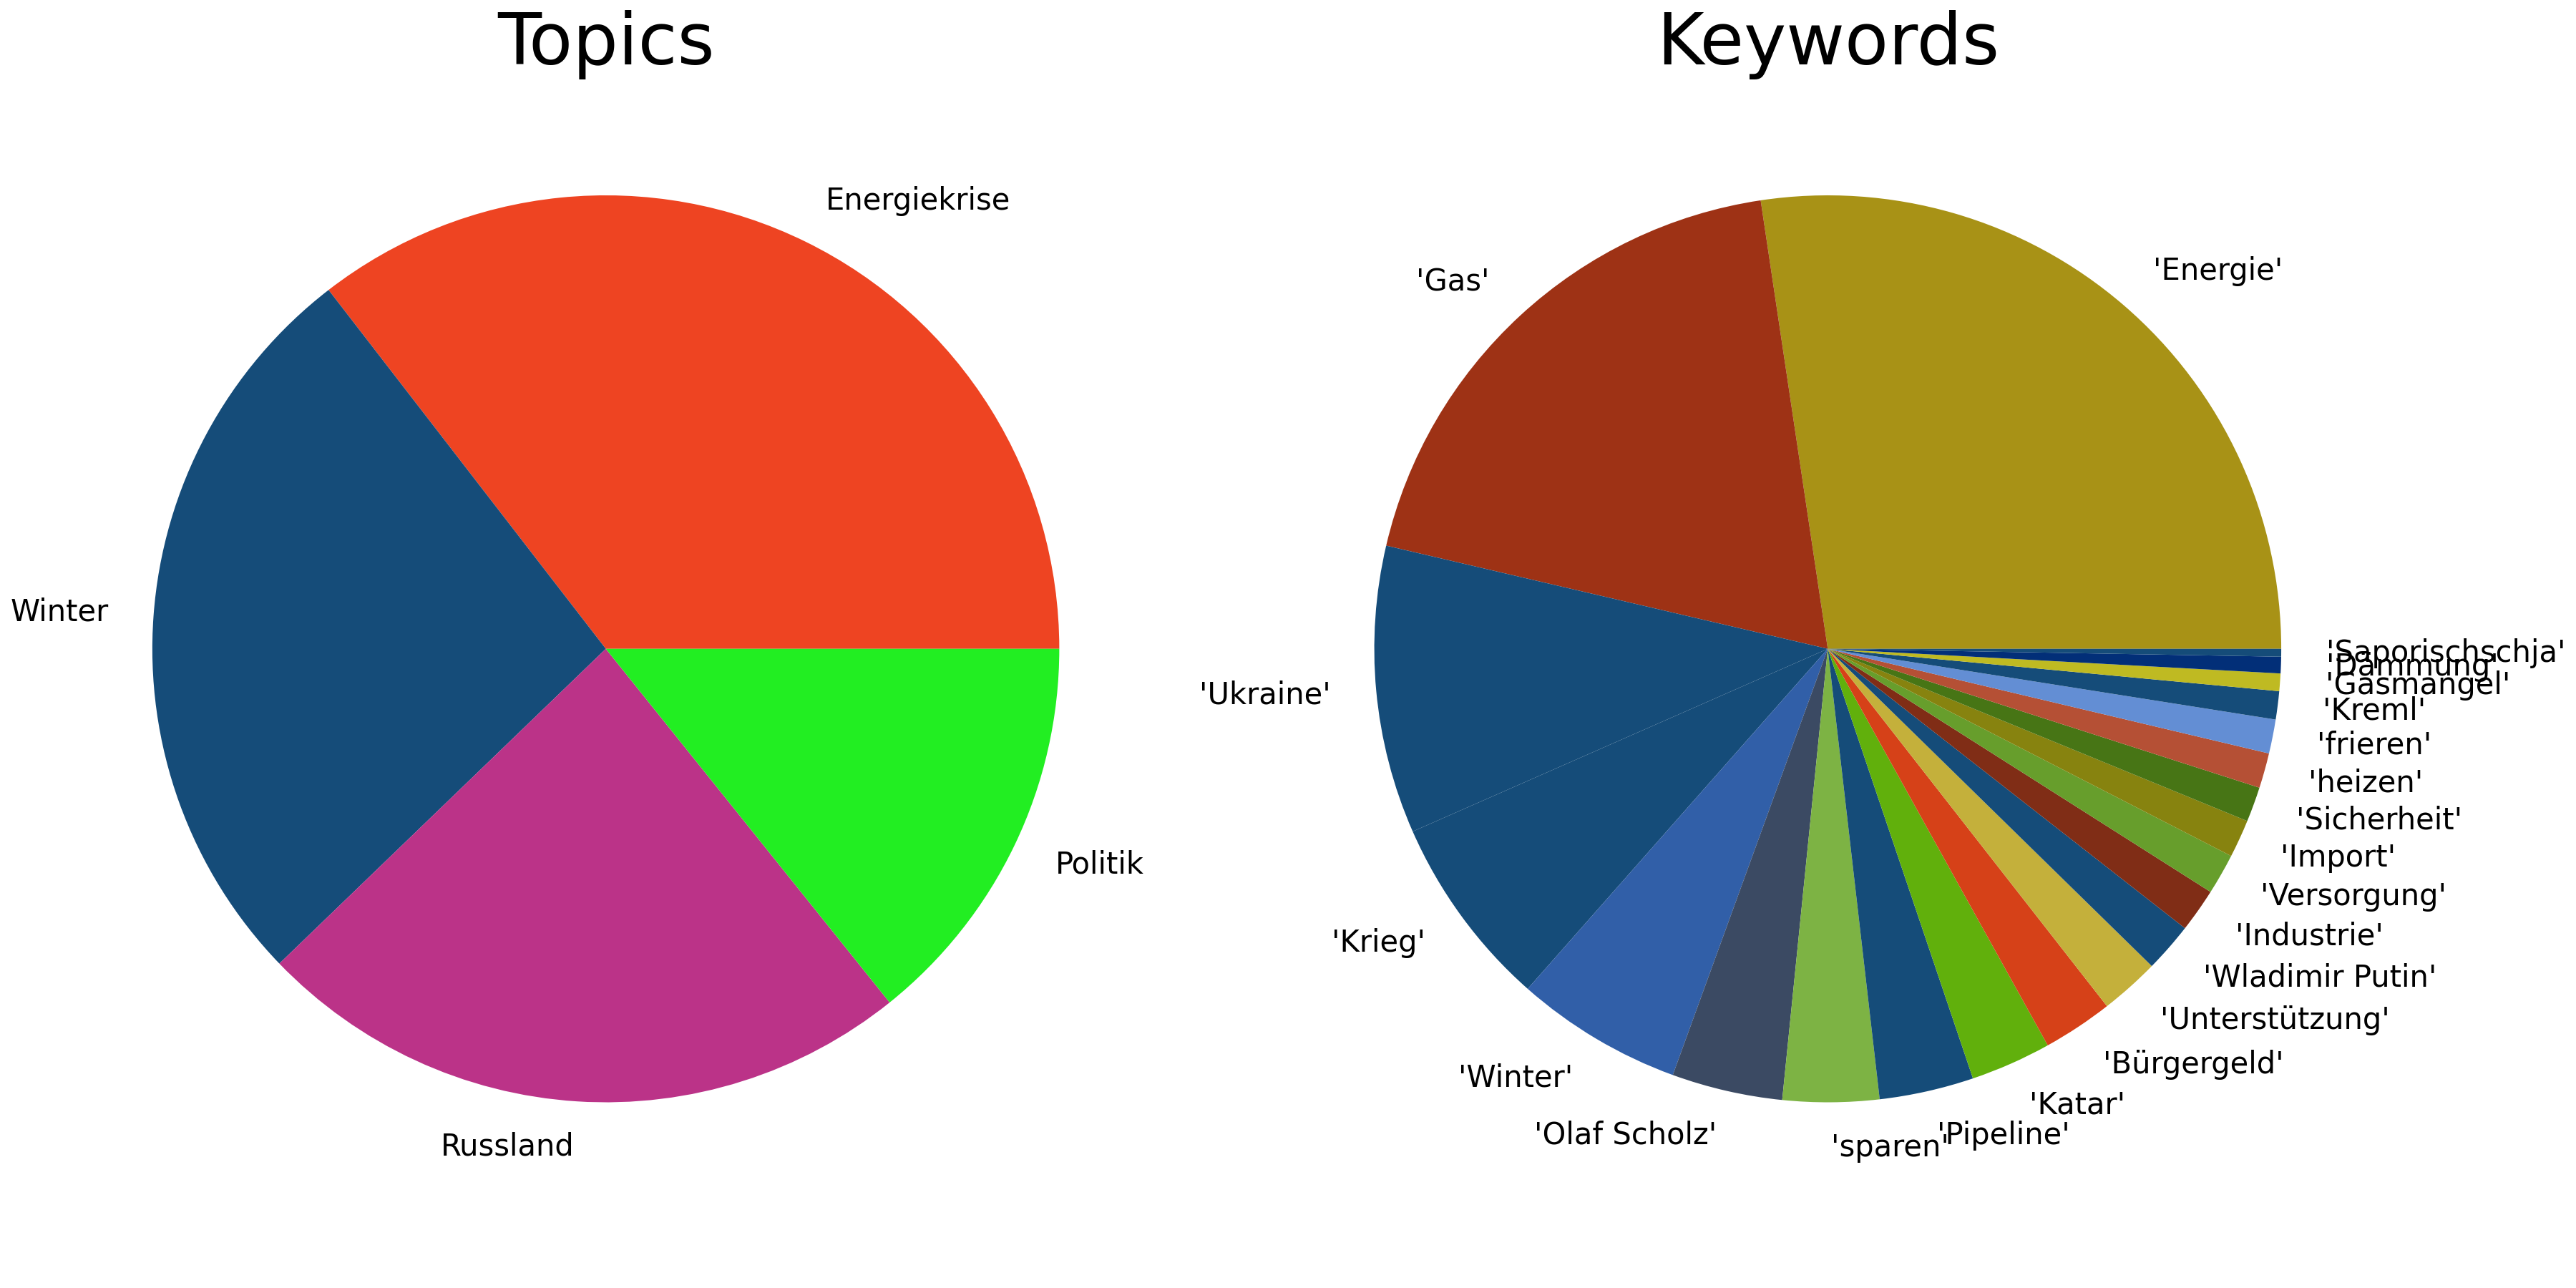 Topics
Energiekrise
Winter
Russland
Politik
Keywords
'Energie'
'Gas'
'Ukraine'
'Krieg'
'Winter'
'Olaf Scholz'
'sparen'
'Pipeline'
'Katar'
'Bürgergeld'
'Unterstützung'
'Wladimir Putin'
'Industrie'
'Versorgung'
'Import'
'Sicherheit'
'heizen'
'frieren'
'Kreml'
'Gasmangel'
'Dämmung'
'Saporischschja'